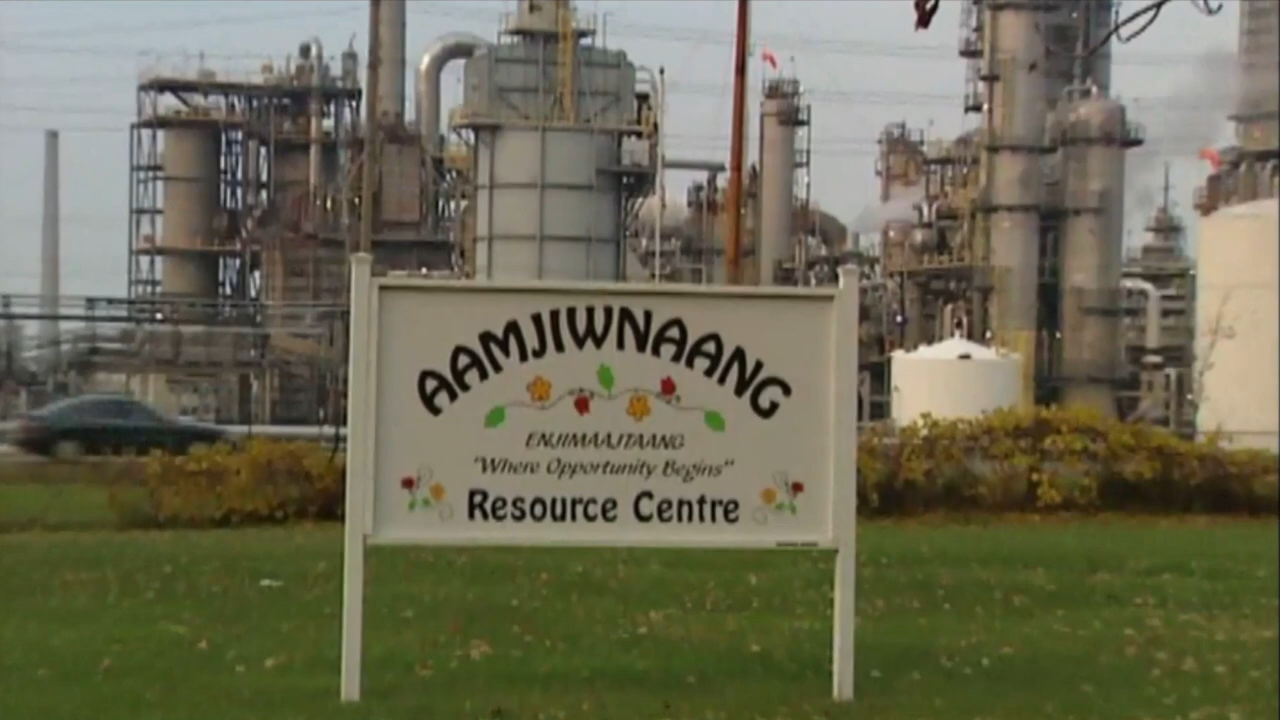 AAMJIWNAANG
ENJIMAAJTAANG
"Where Opportunity Begins"
Resource Centre